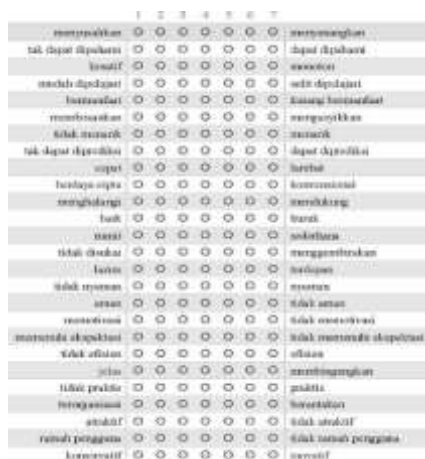 1 2 3 4 5 6 7
menyusahkan menyenangkan
tak dapat dipahami dapat dipahami
kreatif monoton
mudah dipelajari sulit dipelajari
bermanfaat kurang bermanfaat
membosankan mengasyikkan
tidak menarik menarik
tak dapat diprediksi dapat diprediksi
cepat lambat
berdaya cipta konvensional
menghalangi mendukung
baik buruk
rumit sederhana
tidak disukai menggembirakan
lazim terdepan
tidak nyaman nyaman
aman tidak aman
memotivasi tidak memotivasi
memenuhi ekspektasi tidak memenuhi ekspektasi
tidak efisien efisien
jelas membingungkan
tidak praktis praktis
terorganisasi berantakan
atraktif tidak atraktif
ramah pengguna tidak ramah pengguna
konservatif inovatif